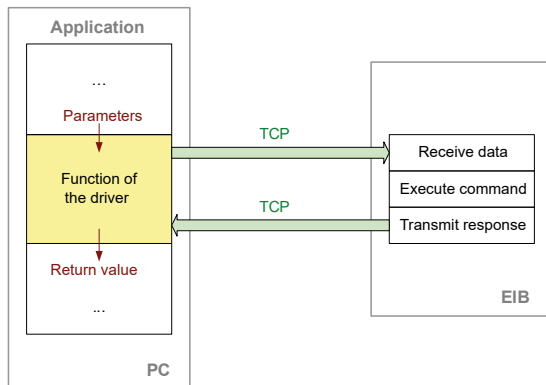 Application
...
Parameters
Function of
the driver
Return value
...
PC
TCP
TCP
Receive data
Execute command
Transmit response
EIB